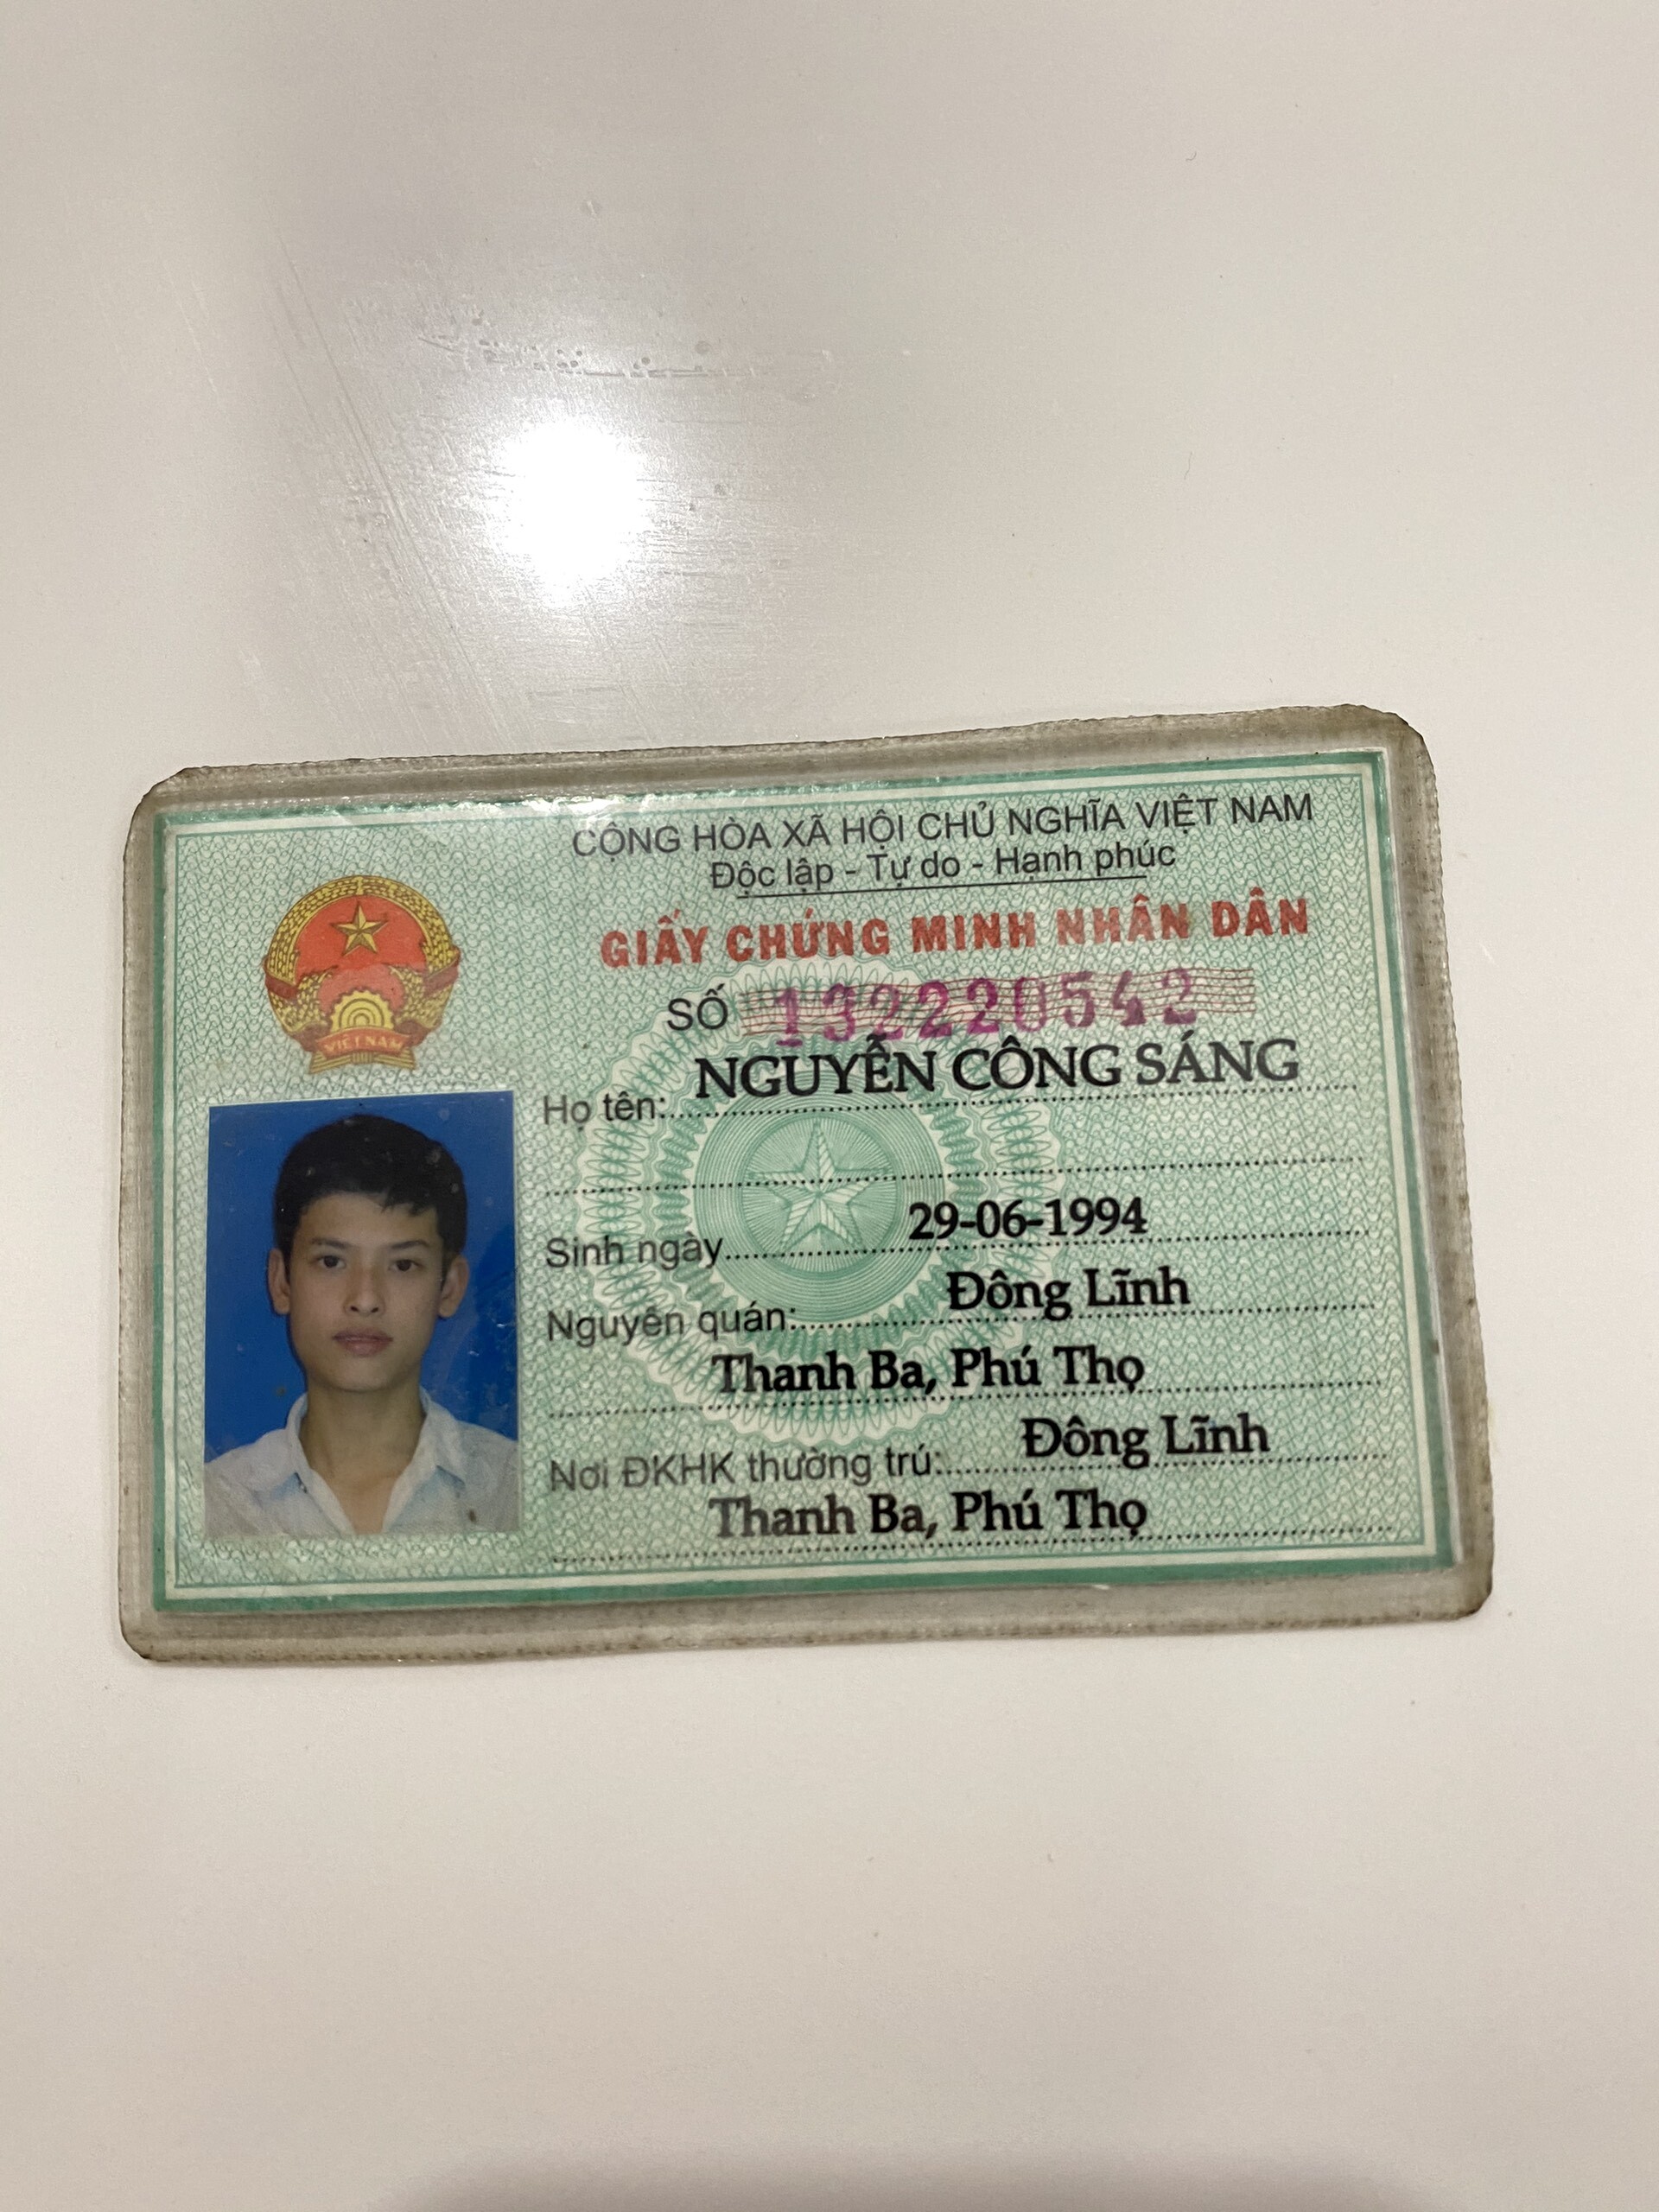 CỘNG HÒA XÃ HỘI CHỦ NGHĨA VIỆT NAM
Độc lập - Tự do - Hạnh phúc
GIẤY CHỨNG MINH NHÂN DÂN
SỐ 132220542
Họ tên: NGUYỄN CÔNG SÁNG
Sinh ngày 29-06-1994
Nguyên quán: Đông Lĩnh
Thanh Ba, Phú Thọ
Nơi ĐKHK thường trú: Đông Lĩnh
Thanh Ba, Phú Thọ
VIỆT NAM